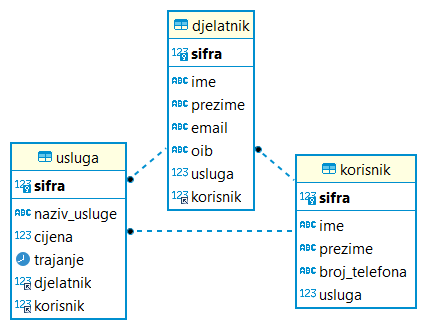 djelatnik
sifra
ime
prezime
email
oib
usluga
korisnik
usluga
sifra
naziv_usluge
cijena
trajanje
djelatnik
korisnik
korisnik
sifra
ime
prezime
broj_telefona
usluga